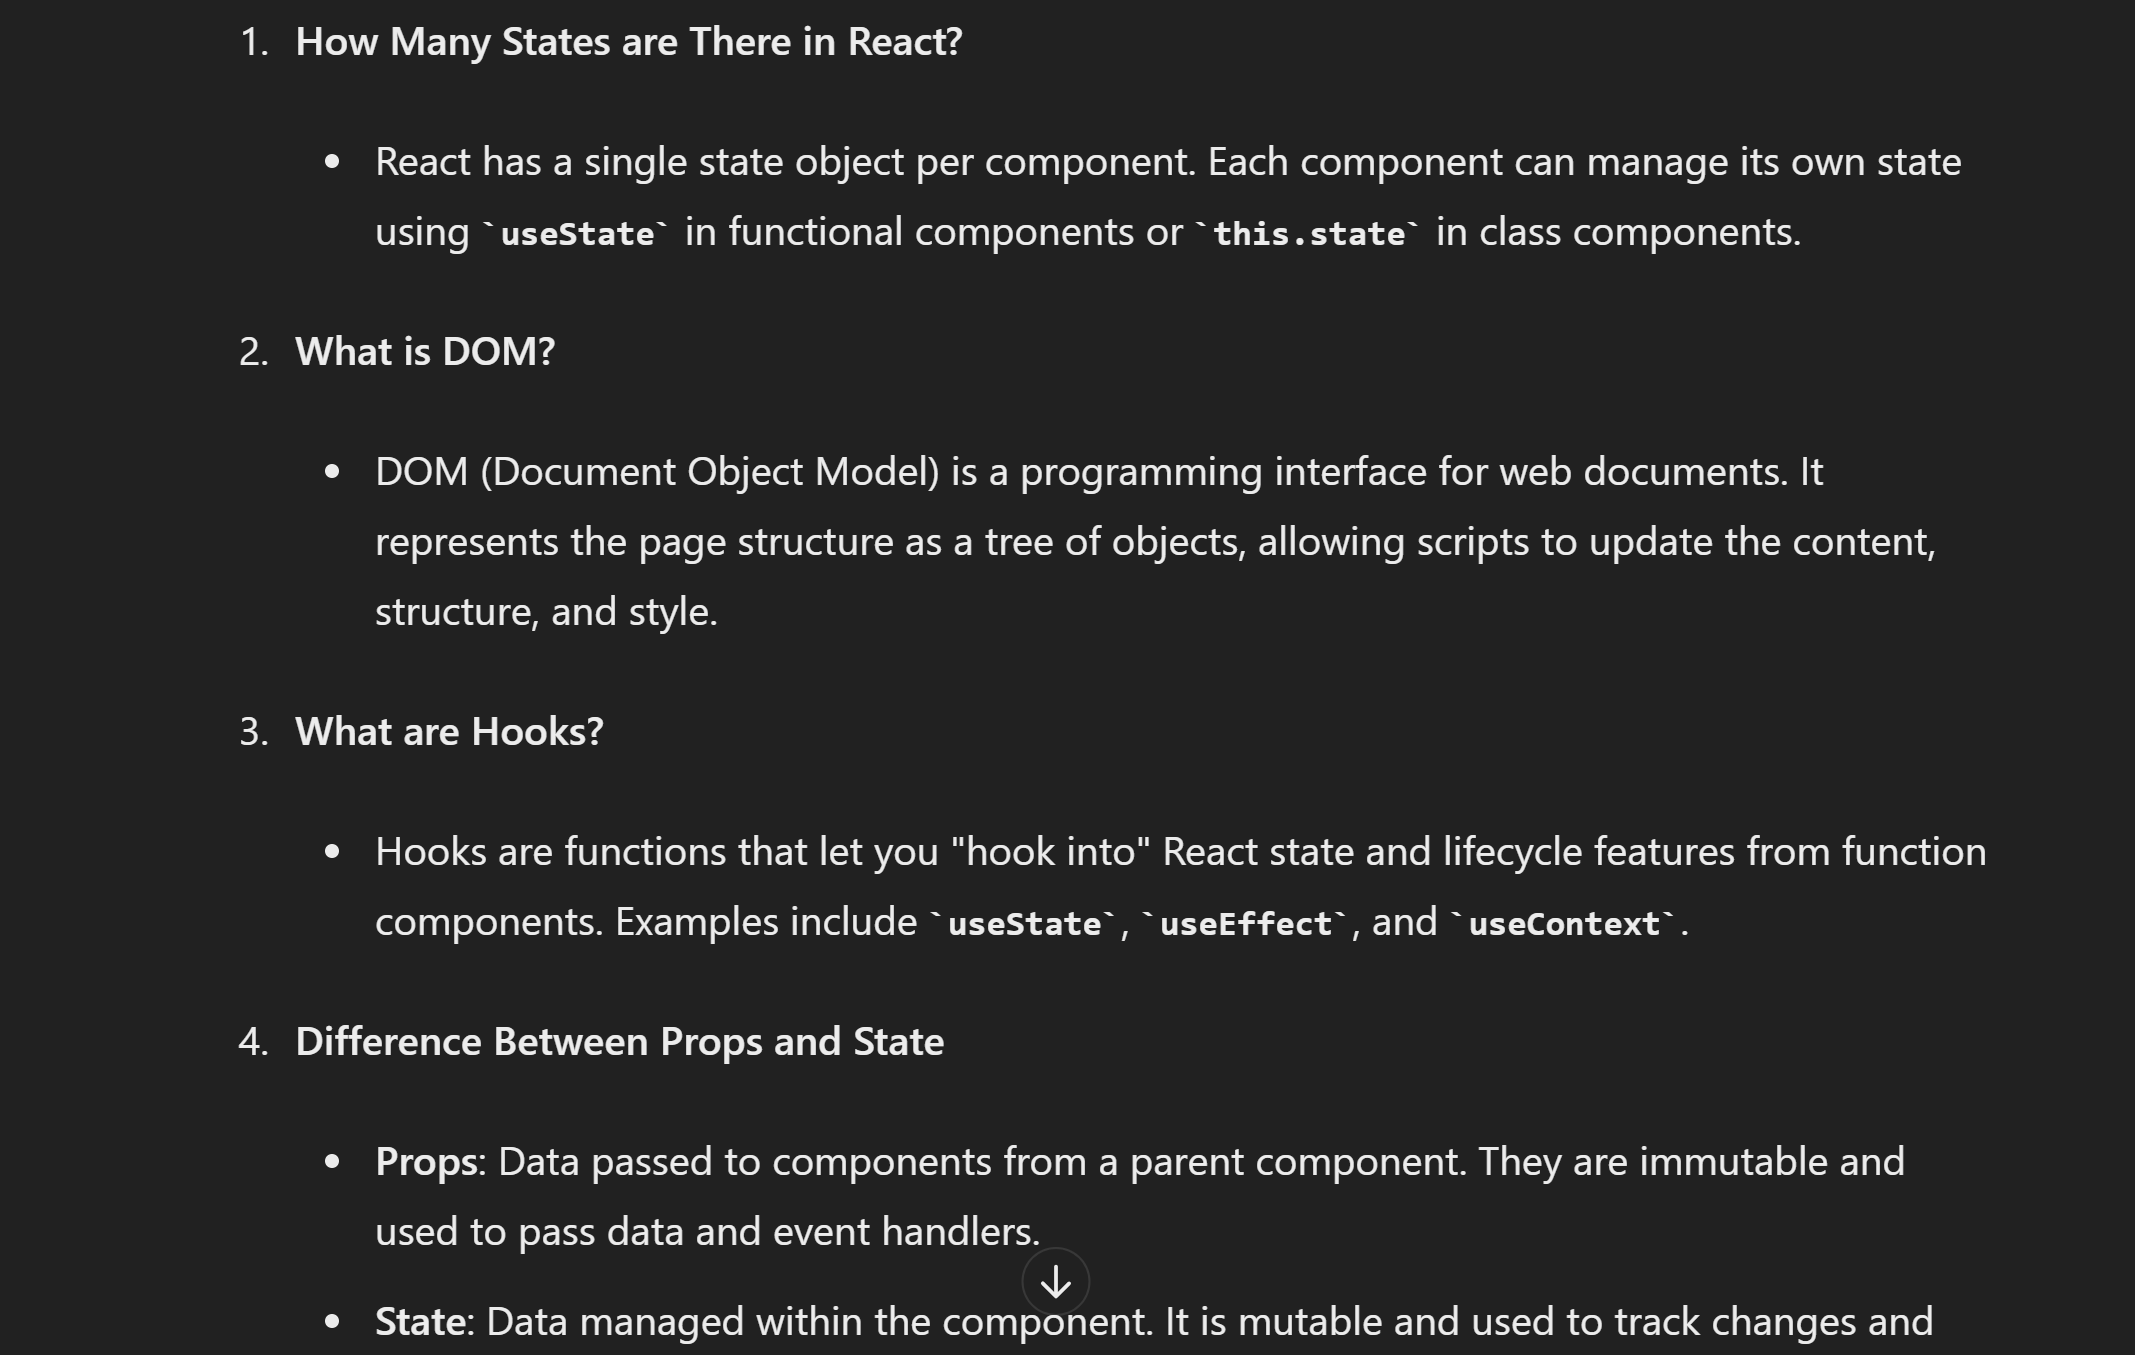 1. How Many States are There in React?
• React has a single state object per component. Each component can manage its own state
using `useState` in functional components or `this.state` in class components.
2. What is DOM?
• DOM (Document Object Model) is a programming interface for web documents. It
represents the page structure as a tree of objects, allowing scripts to update the content,
structure, and style.
3. What are Hooks?
• Hooks are functions that let you "hook into" React state and lifecycle features from function
components. Examples include `useState`, `useEffect`, and `useContext`.
4. Difference Between Props and State
• Props: Data passed to components from a parent component. They are immutable and
used to pass data and event handlers.
• State: Data managed within the component. It is mutable and used to track changes and